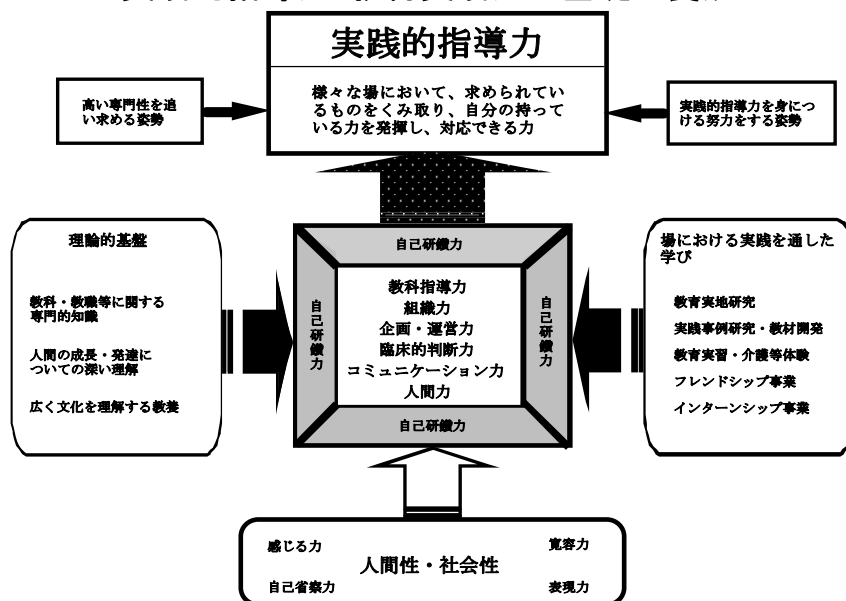 実践的指導力
様々な場において、求められてい
るものをくみ取り、自分の持って
いる力を発揮し、対応できる力
高い専門性を追
い求める姿勢
実践的指導力を身につ
ける努力をする姿勢
理論的基盤
教科・教職等に関する
専門的知識
人間の成長・発達に
ついての深い理解
広く文化を理解する教養
自己研鑽力
自己研鑽力
教科指導力
組織力
企画・運営力
臨床的判断力
コミュニケーション力
人間力
自己研鑽力
自己研鑽力
場における実践を通した
学び
教育実地研究
実践事例研究・教材開発
教育実習・介護等体験
フレンドシップ事業
インターンシップ事業
感じる力
寛容力
人間性・社会性
自己省察力
表現力